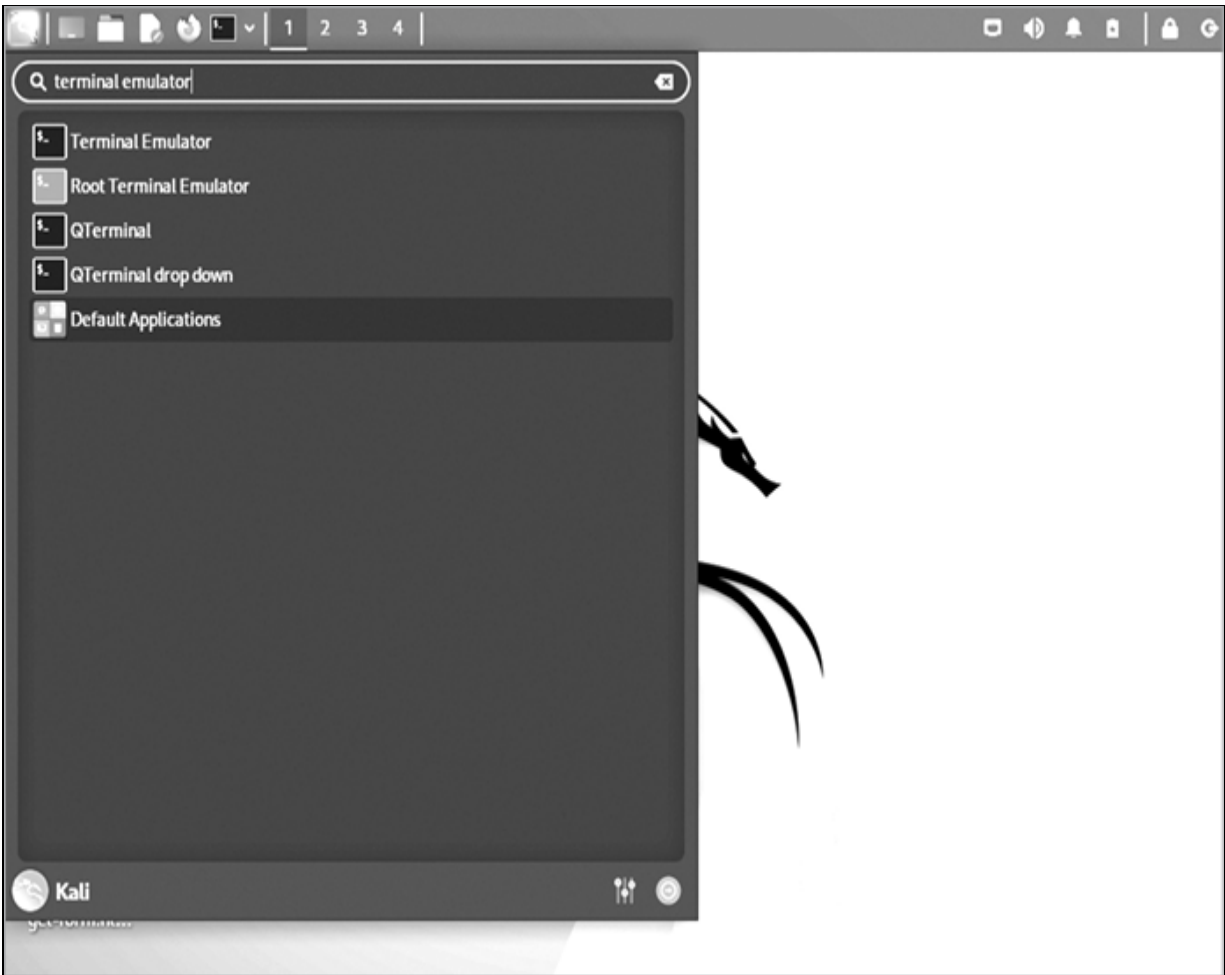 1 2 3 4
terminal emulator
$_ Terminal Emulator
$_ Root Terminal Emulator
$_ QTerminal
$_ QTerminal drop down
Default Applications
Kali